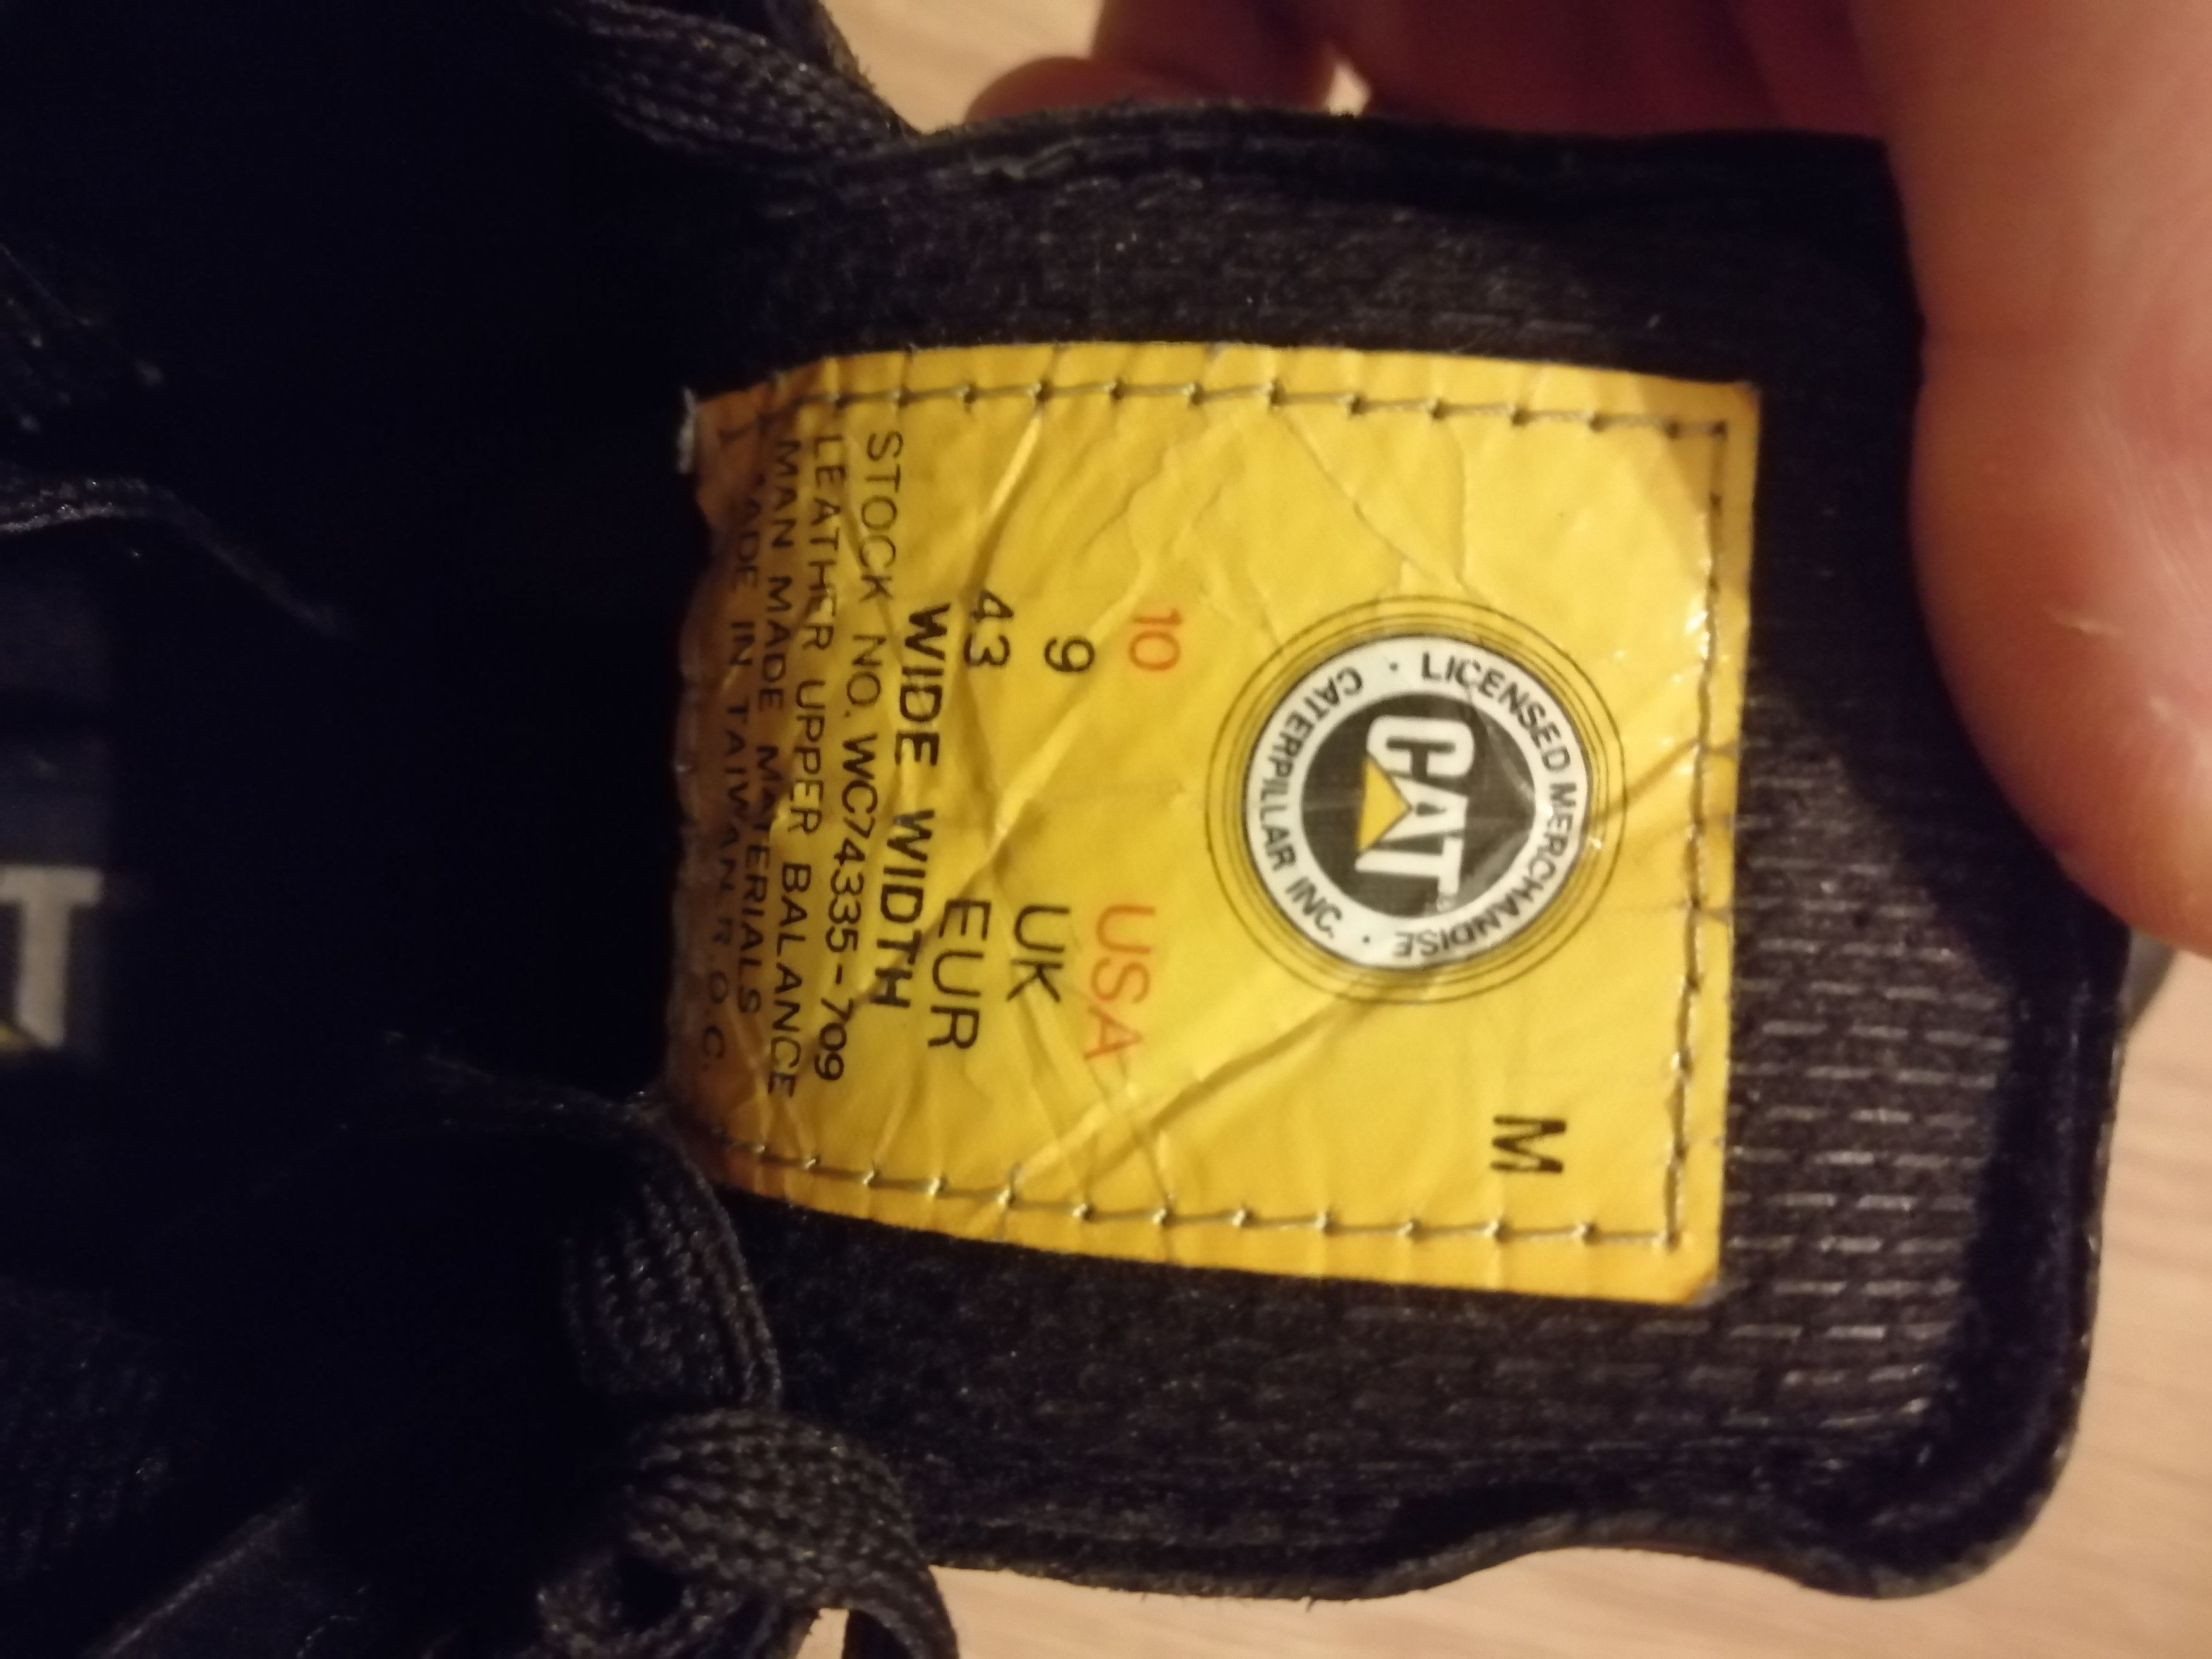 M
LICENSED MERCHANDISE · CATERPILLAR INC. ·
CAT
10 USA
9 UK
43 EUR
WIDE WIDTH
STOCK NO. WC74335-709
LEATHER UPPER BALANCE
MAN MADE MATERIALS
MADE IN TAIWAN R.O.C.
T